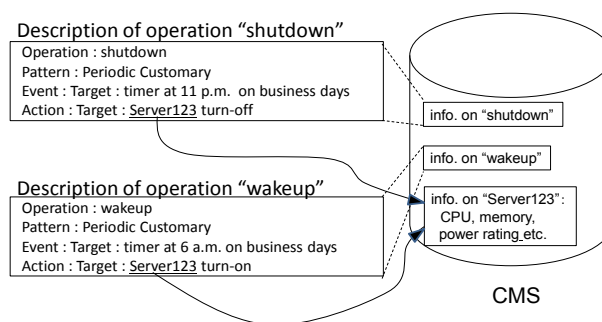 Description of operation “shutdown”
Operation : shutdown
Pattern : Periodic Customary
Event : Target : timer at 11 p.m. on business days
Action : Target : Server123 turn-off
info. on “shutdown”
info. on “wakeup”
Description of operation “wakeup”
Operation : wakeup
Pattern : Periodic Customary
Event : Target : timer at 6 a.m. on business days
Action : Target : Server123 turn-on
info. on “Server123”:
CPU, memory,
power rating etc.
CMS